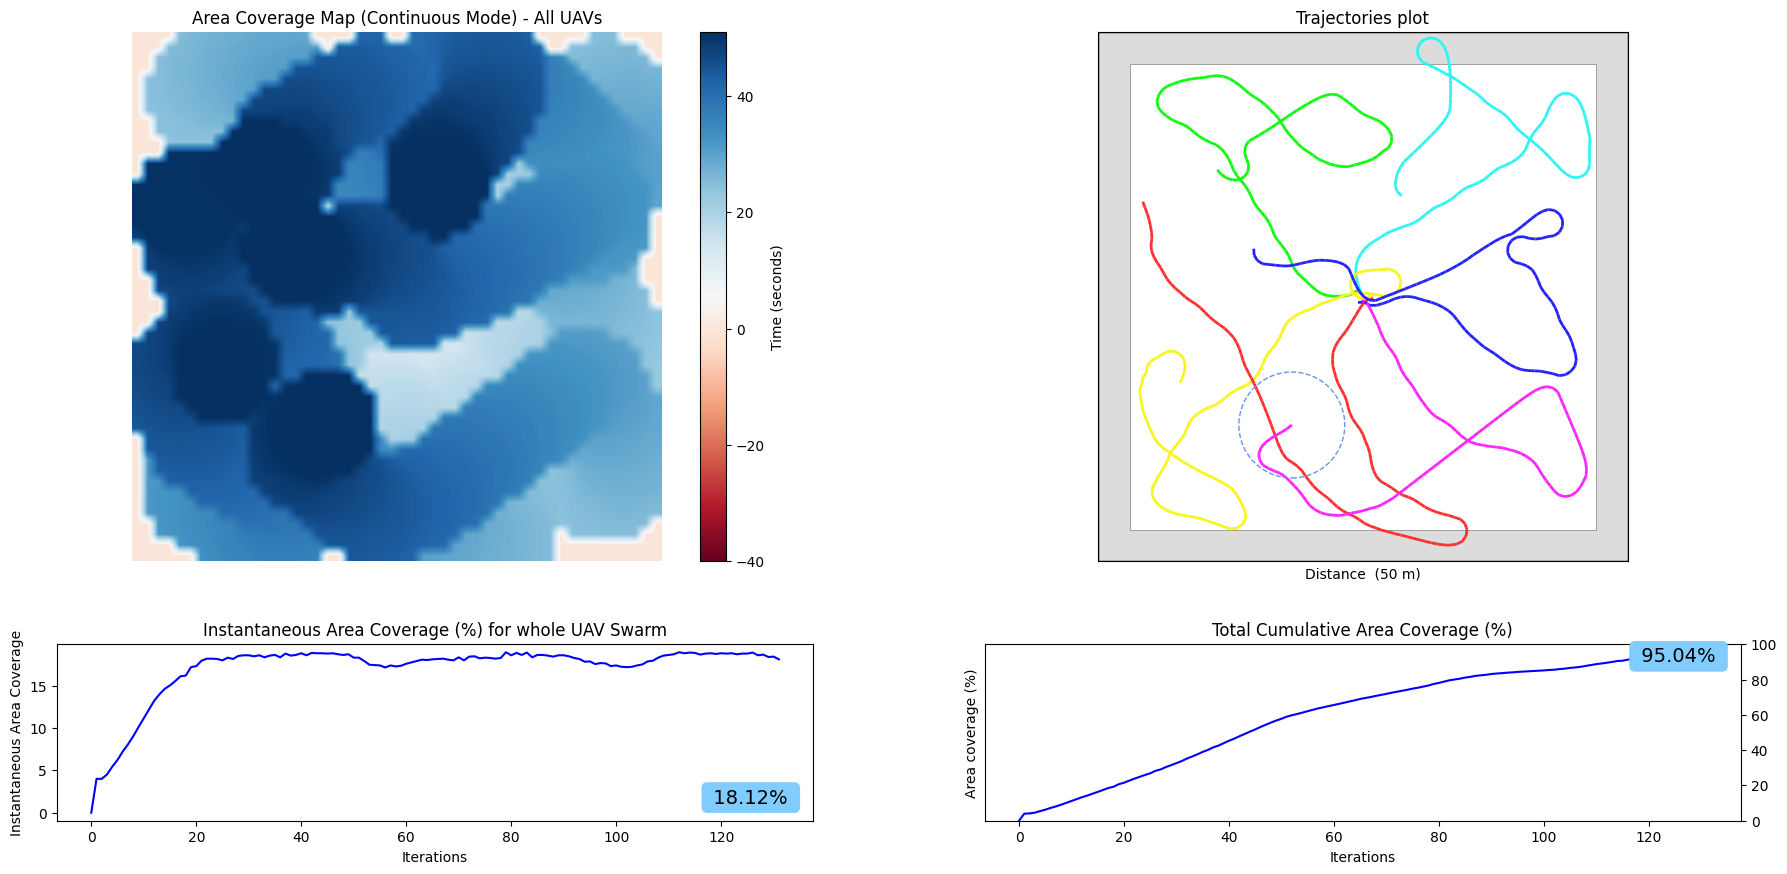 Area Coverage Map (Continuous Mode) - All UAVs
40
20
0
−20
−40
Time (seconds)
Trajectories plot
Distance  (50 m)
Instantaneous Area Coverage (%) for whole UAV Swarm
Instantaneous Area Coverage
15
10
5
0
18.12%
0 20 40 60 80 100 120
Iterations
Total Cumulative Area Coverage (%)
Area coverage (%)
95.04%
100
80
60
40
20
0
0 20 40 60 80 100 120
Iterations